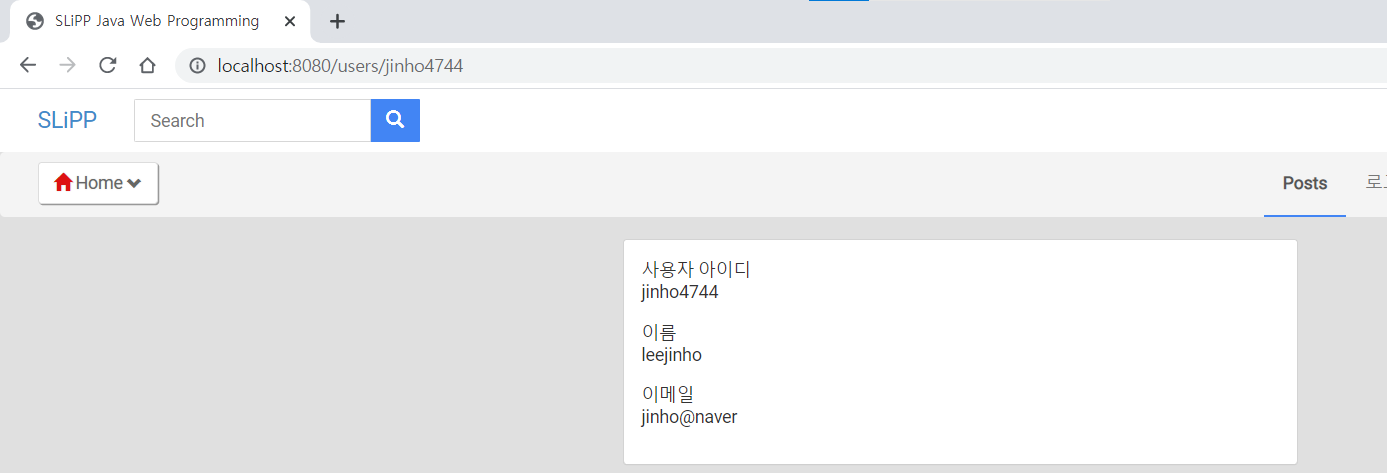 SLiPP Java Web Programming
localhost:8080/users/jinho4744
SLiPP
Search
Home
Posts
사용자 아이디
jinho4744
이름
leejinho
이메일
jinho@naver